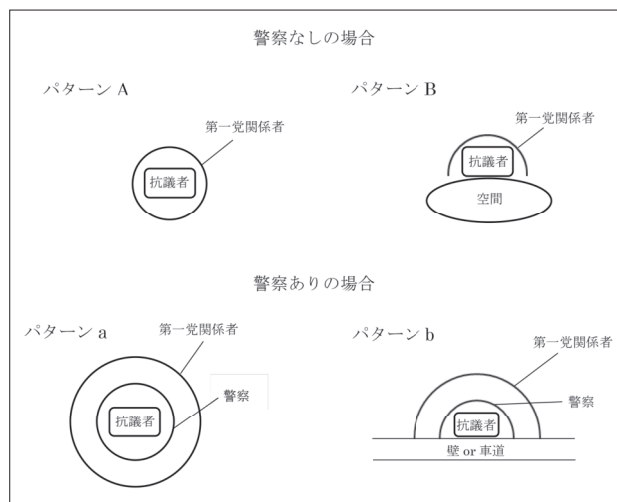 警察なしの場合
パターン A
第一党関係者
抗議者
パターン B
第一党関係者
抗議者
空間
警察ありの場合
パターン a
第一党関係者
警察
抗議者
パターン b
第一党関係者
警察
抗議者
壁 or 車道